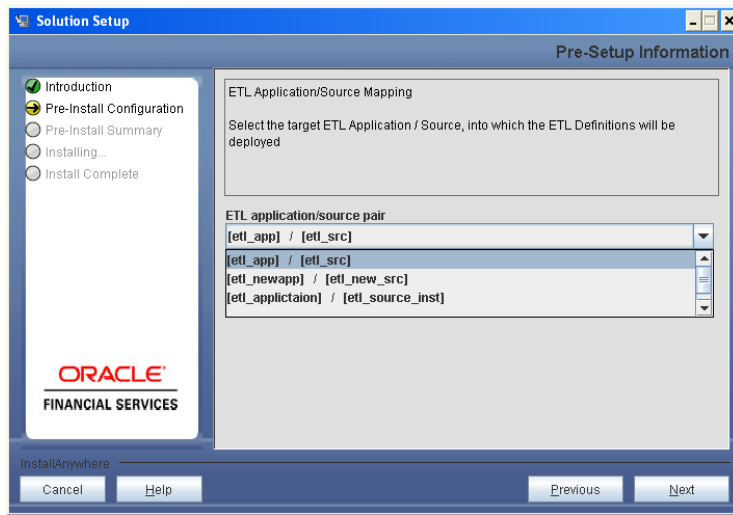 Solution Setup
Pre-Setup Information
Introduction
Pre-Install Configuration
Pre-Install Summary
Installing...
Install Complete
ORACLE
FINANCIAL SERVICES
ETL Application/Source Mapping
Select the target ETL Application / Source, into which the ETL Definitions will be
deployed
ETL application/source pair
[etl_app] / [etl_src]
[etl_app] / [etl_src]
[etl_newapp] / [etl_new_src]
[etl_applictaion] / [etl_source_inst]
InstallAnywhere
Cancel Help Previous Next